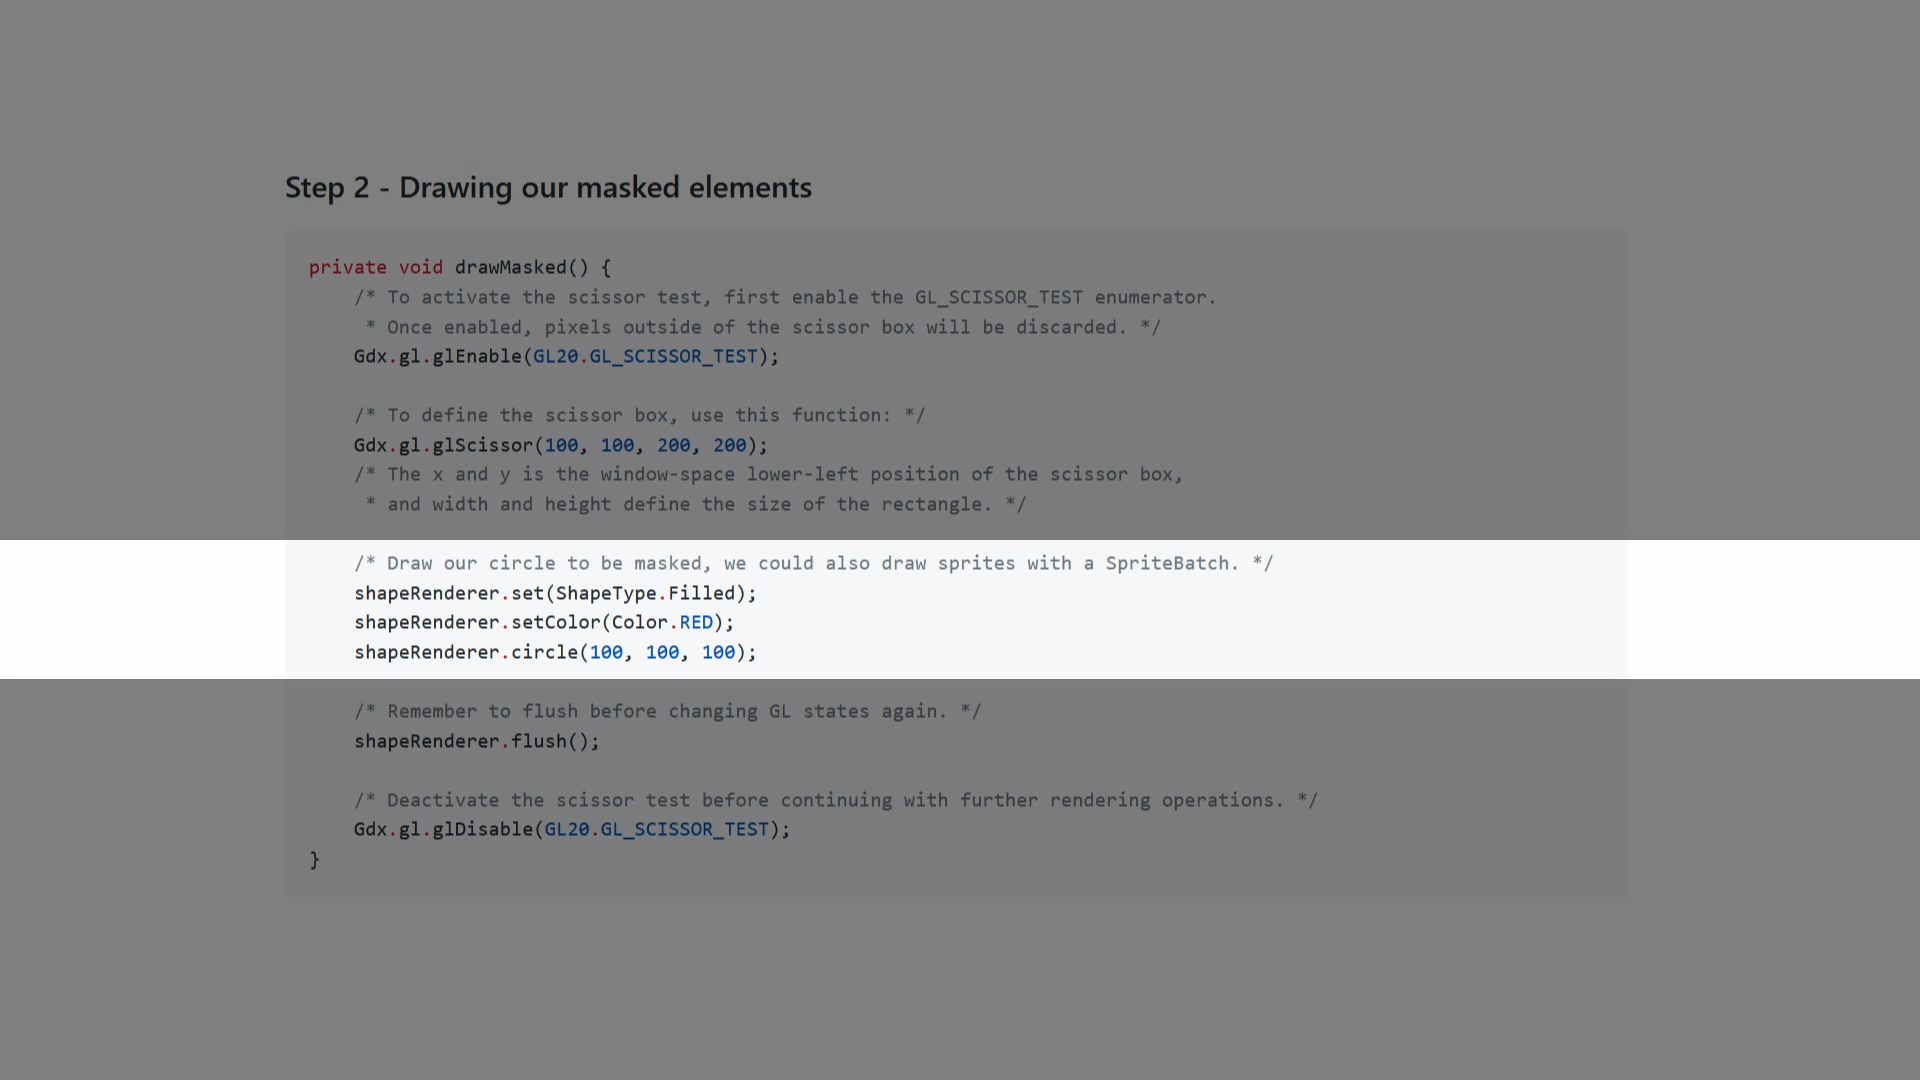 Step 2 - Drawing our masked elements
private void drawMasked() {
/* To activate the scissor test, first enable the GL_SCISSOR_TEST enumerator.
* Once enabled, pixels outside of the scissor box will be discarded. */
Gdx.gl.glEnable(GL20.GL_SCISSOR_TEST);
/* To define the scissor box, use this function: */
Gdx.gl.glScissor(100, 100, 200, 200);
/* The x and y is the window-space lower-left position of the scissor box,
* and width and height define the size of the rectangle. */
/* Draw our circle to be masked, we could also draw sprites with a SpriteBatch. */
shapeRenderer.set(ShapeType.Filled);
shapeRenderer.setColor(Color.RED);
shapeRenderer.circle(100, 100, 100);
/* Remember to flush before changing GL states again. */
shapeRenderer.flush();
/* Deactivate the scissor test before continuing with further rendering operations. */
Gdx.gl.glDisable(GL20.GL_SCISSOR_TEST);
}